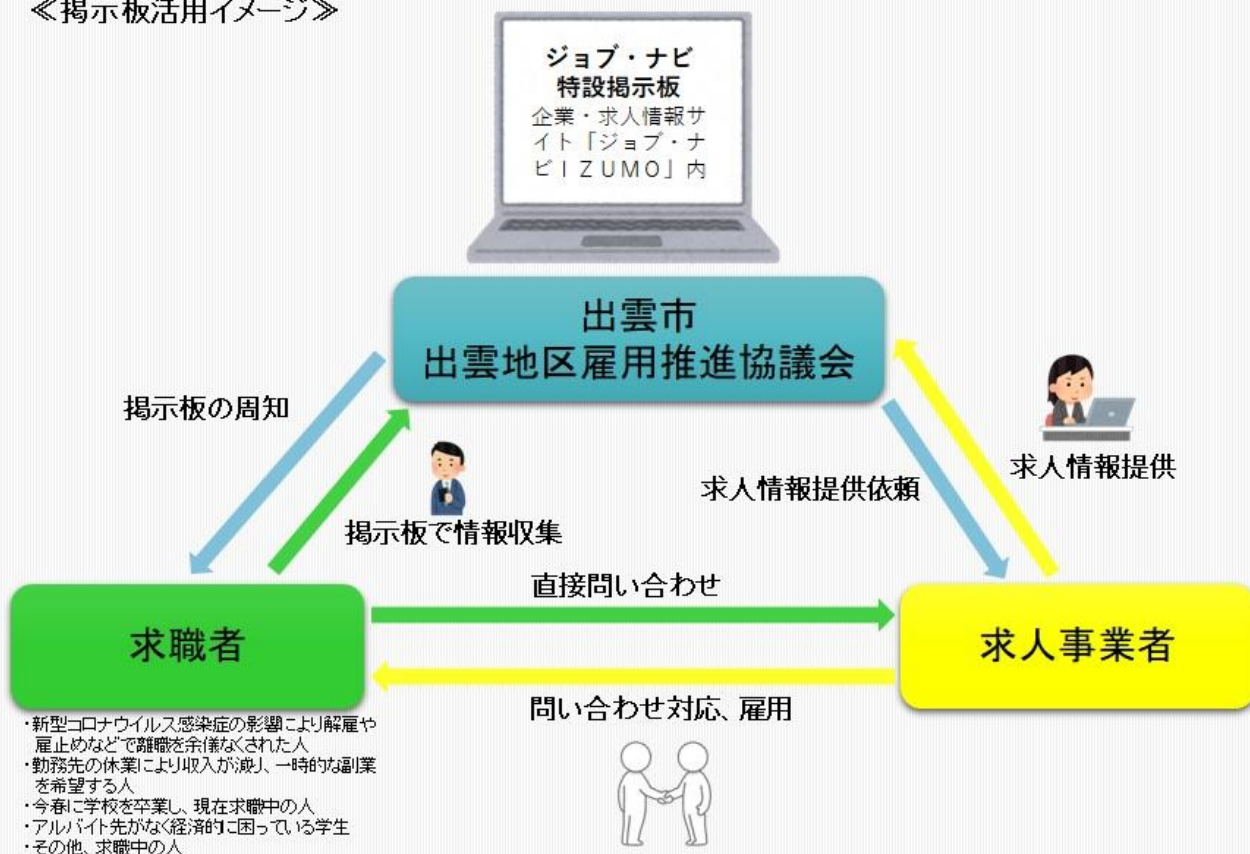 ≪掲示板活用イメージ≫
ジョブ・ナビ
特設掲示板
企業・求人情報サ
イト「ジョブ・ナ
ビＩＺＵＭＯ」内
出雲市
出雲地区雇用推進協議会
掲示板の周知
掲示板で情報収集
求人情報提供依頼
求人情報提供
直接問い合わせ
求職者
求人事業者
問い合わせ対応、雇用
・新型コロナウイルス感染症の影響により解雇や
雇止めなどで離職を余儀なくされた人
・勤務先の休業により収入が減り、一時的な副業
を希望する人
・今春に学校を卒業し、現在求職中の人
・アルバイト先がなく経済的に困っている学生
・その他、求職中の人